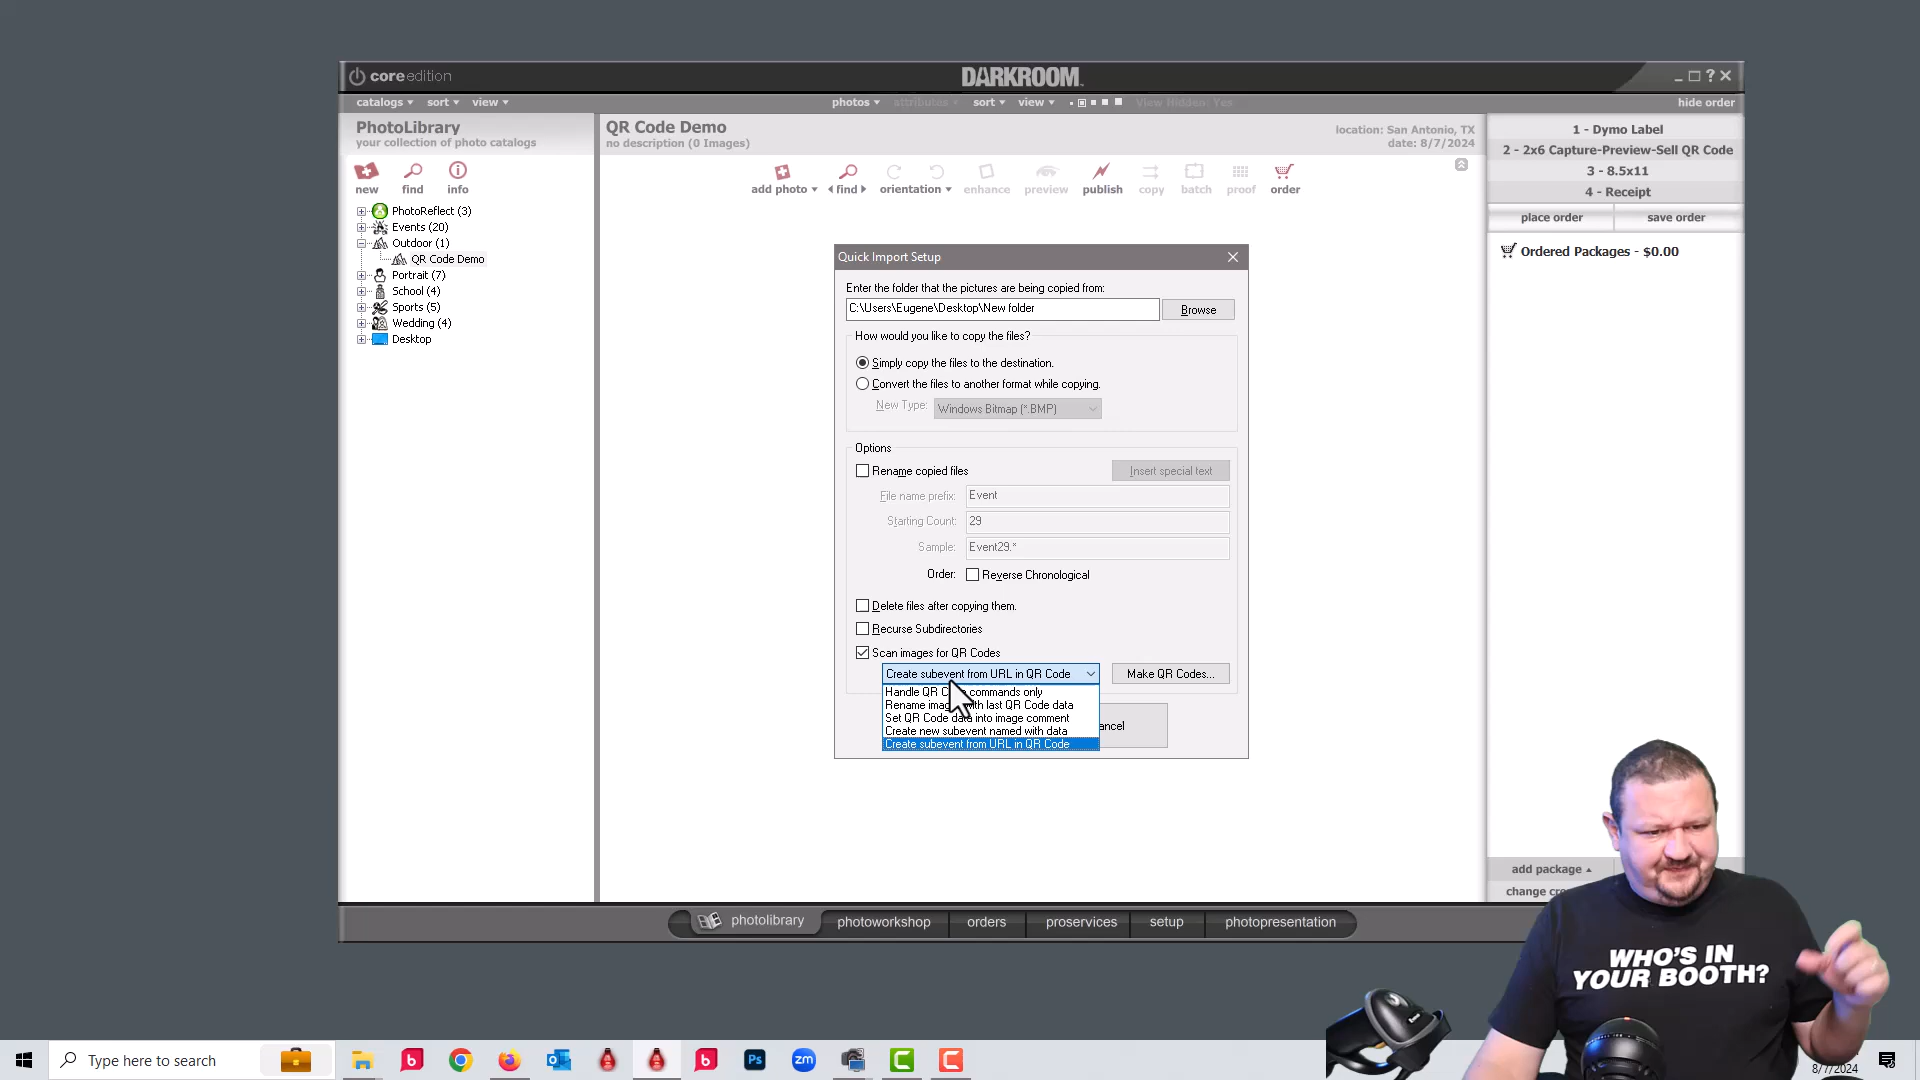 core edition
DARKROOM
catalogs sort view
photos attributes sort view View Hidden: Yes
hide order
PhotoLibrary
your collection of photo catalogs
new find info
PhotoReflect (3)
Events (20)
Outdoor (1)
QR Code Demo
Portrait (7)
School (4)
Sports (5)
Wedding (4)
Desktop
QR Code Demo
no description (0 Images)
location: San Antonio, TX
date: 8/7/2024
add photo find orientation enhance preview publish copy batch proof order
1 - Dymo Label
2 - 2x6 Capture-Preview-Sell QR Code
3 - 8.5x11
4 - Receipt
place order save order
Ordered Packages - $0.00
Quick Import Setup
Enter the folder that the pictures are being copied from:
C:\Users\Eugene\Desktop\New folder
Browse
How would you like to copy the files?
Simply copy the files to the destination.
Convert the files to another format while copying.
New Type: Windows Bitmap (*.BMP)
Options
Rename copied files
Insert special text
File name prefix: Event
Starting Count: 29
Sample: Event29.*
Order: Reverse Chronological
Delete files after copying them.
Recurse Subdirectories
Scan images for QR Codes
Create subevent from URL in QR Code
Make QR Codes...
Handle QR commands only
Rename with last QR Code data
Set QR Code data into image comment
Create new subevent named with data
Create subevent from URL in QR Code
add package
photolibrary photoworkshop orders proservices setup photopresentation
WHO'S IN
YOUR BOOTH?
Type here to search
Ps
zm
8/7/2024